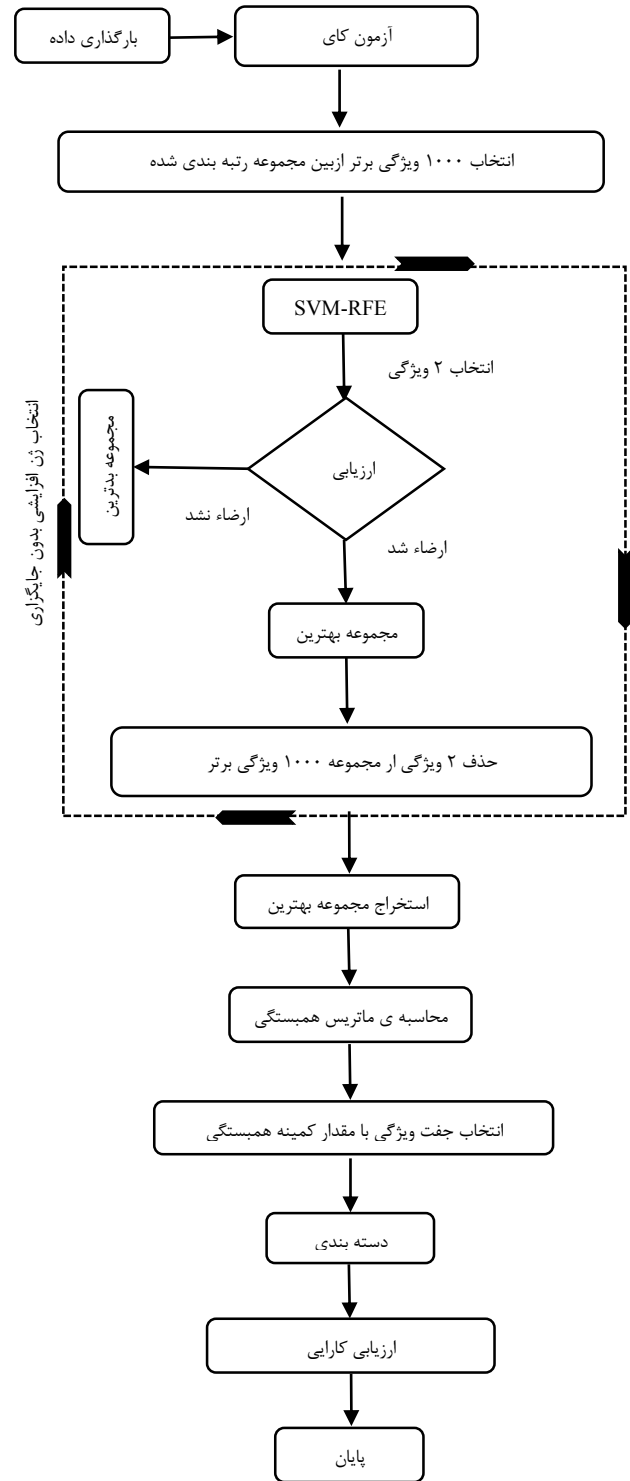 بارگذاری داده
آزمون کای
انتخاب ۱۰۰۰ ویژگی برتر ازبین مجموعه رتبه بندی شده
SVM-RFE
انتخاب ۲ ویژگی
ارزیابی
مجموعه بدترین
ارضاء نشد
ارضاء شد
مجموعه بهترین
حذف ۲ ویژگی ار مجموعه ۱۰۰۰ ویژگی برتر
انتخاب ژن افزایشی بدون جایگزاری
استخراج مجموعه بهترین
محاسبه ی ماتریس همبستگی
انتخاب جفت ویژگی با مقدار کمینه همبستگی
دسته بندی
ارزیابی کارایی
پایان